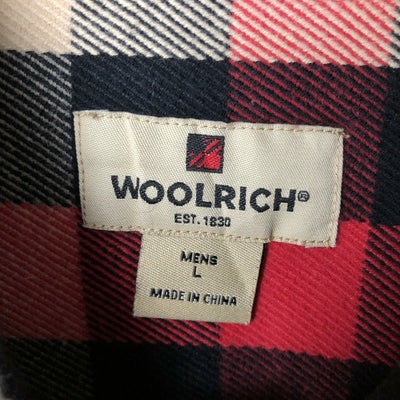 WOOLRICH®
EST. 1830
MENS
L
MADE IN CHINA